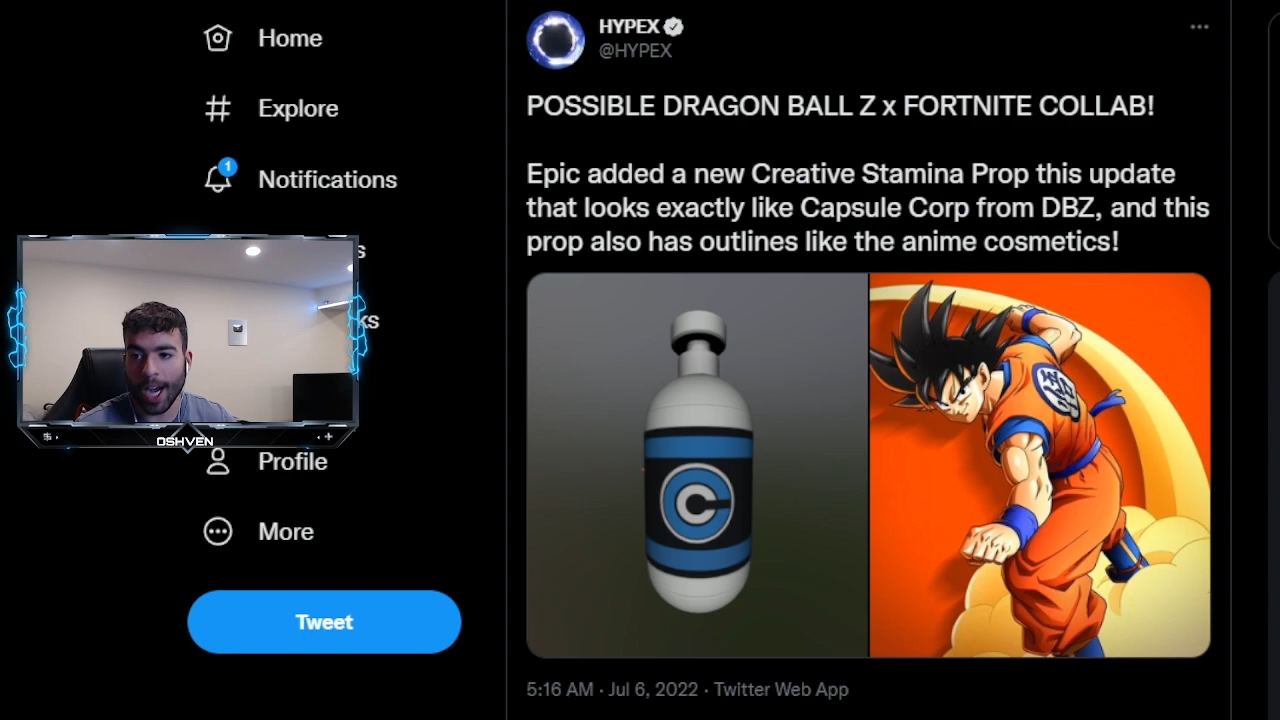 Home
Explore
1
Notifications
s
ks
OSHVEN
Profile
More
Tweet
HYPEX
@HYPEX
POSSIBLE DRAGON BALL Z x FORTNITE COLLAB!
Epic added a new Creative Stamina Prop this update
that looks exactly like Capsule Corp from DBZ, and this
prop also has outlines like the anime cosmetics!
C
5:16 AM · Jul 6, 2022 · Twitter Web App